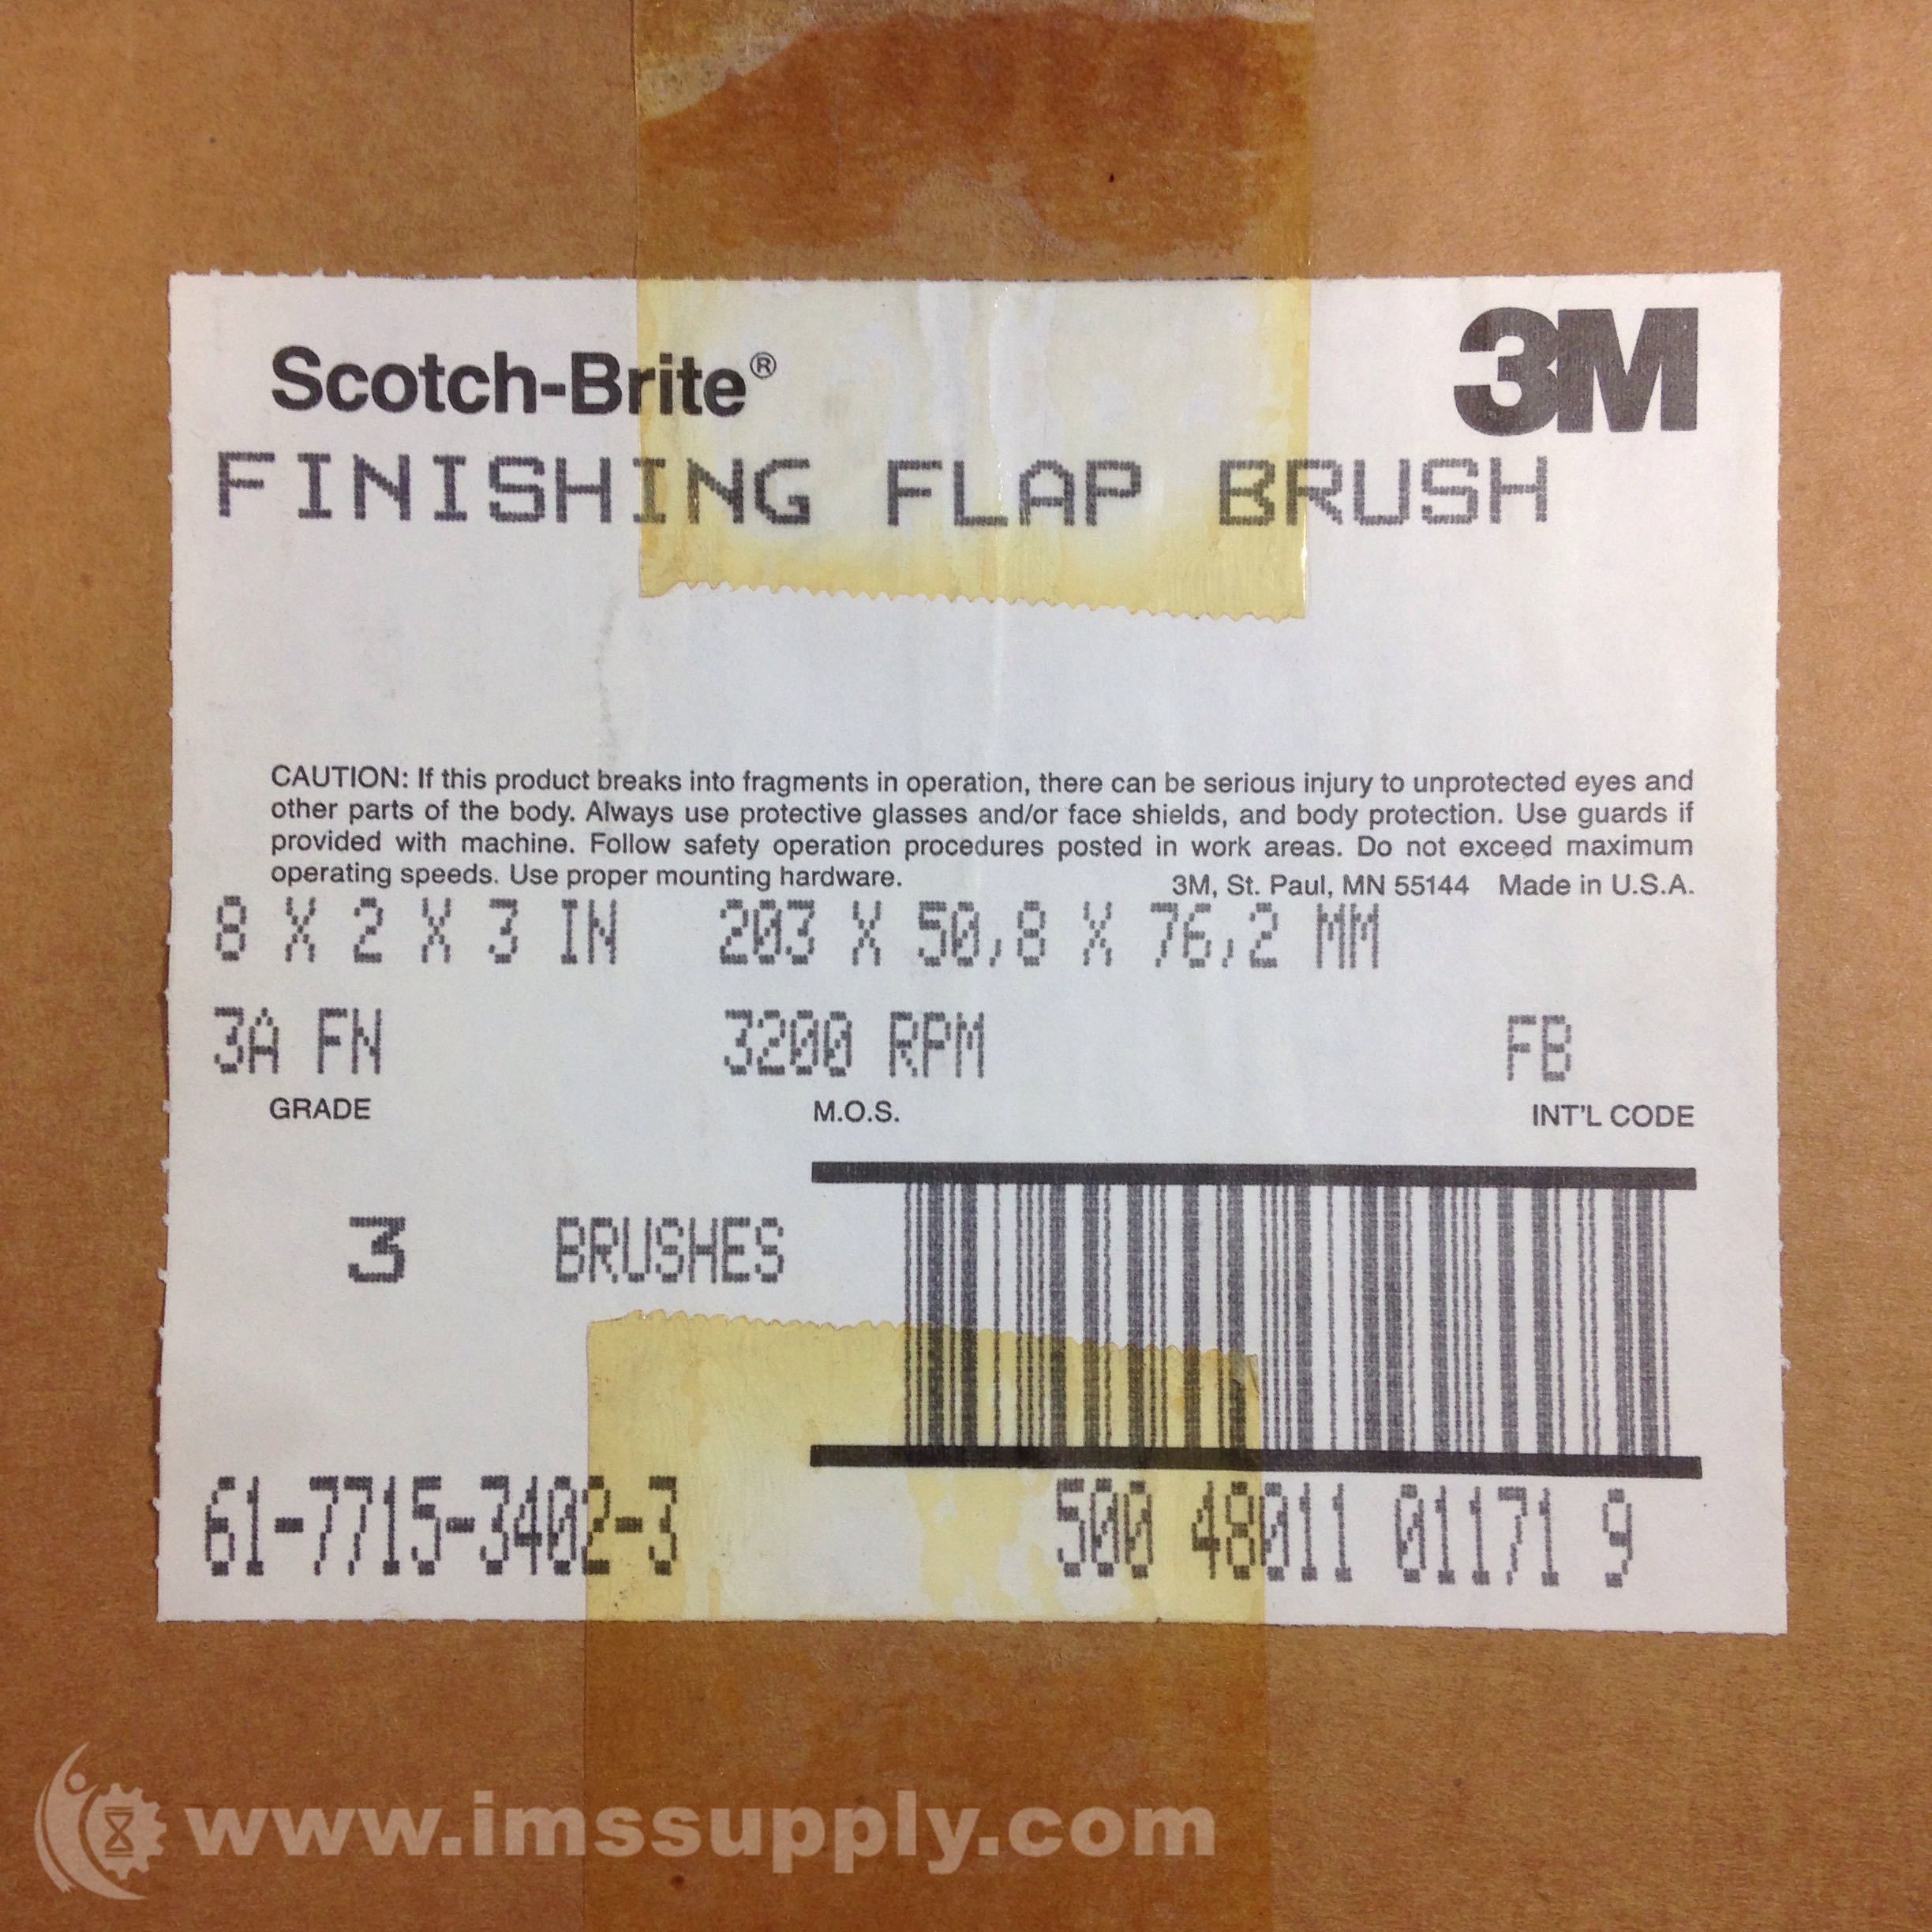 Scotch-Brite®
3M
FINISHING FLAP BRUSH
CAUTION: If this product breaks into fragments in operation, there can be serious injury to unprotected eyes and
other parts of the body. Always use protective glasses and/or face shields, and body protection. Use guards if
provided with machine. Follow safety operation procedures posted in work areas. Do not exceed maximum
operating speeds. Use proper mounting hardware. 3M, St. Paul, MN 55144 Made in U.S.A.
8 X 2 X 3 IN 203 X 50,8 X 76,2 MM
3A FN 3200 RPM FB
GRADE M.O.S. INT'L CODE
3 BRUSHES
61-7715-3402-3 500 48011 01171 9
www.imssupply.com